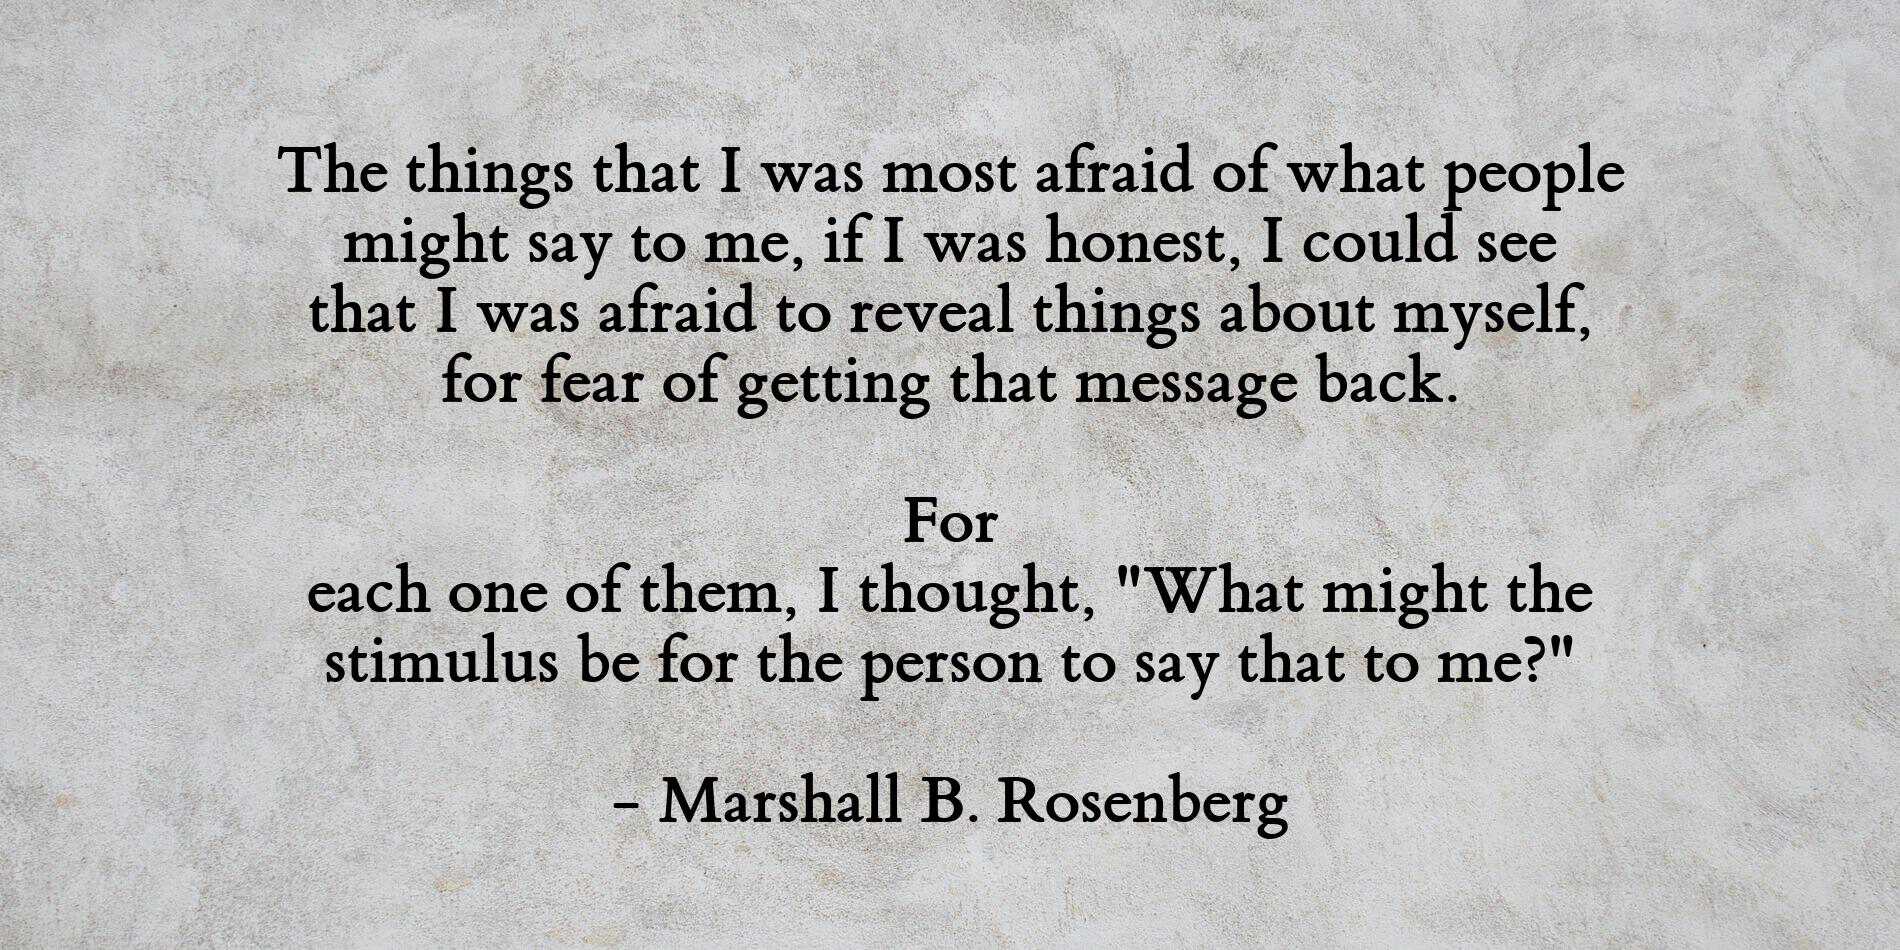 The things that I was most afraid of what people
might say to me, if I was honest, I could see
that I was afraid to reveal things about myself,
for fear of getting that message back.
For
each one of them, I thought, "What might the
stimulus be for the person to say that to me?"
- Marshall B. Rosenberg